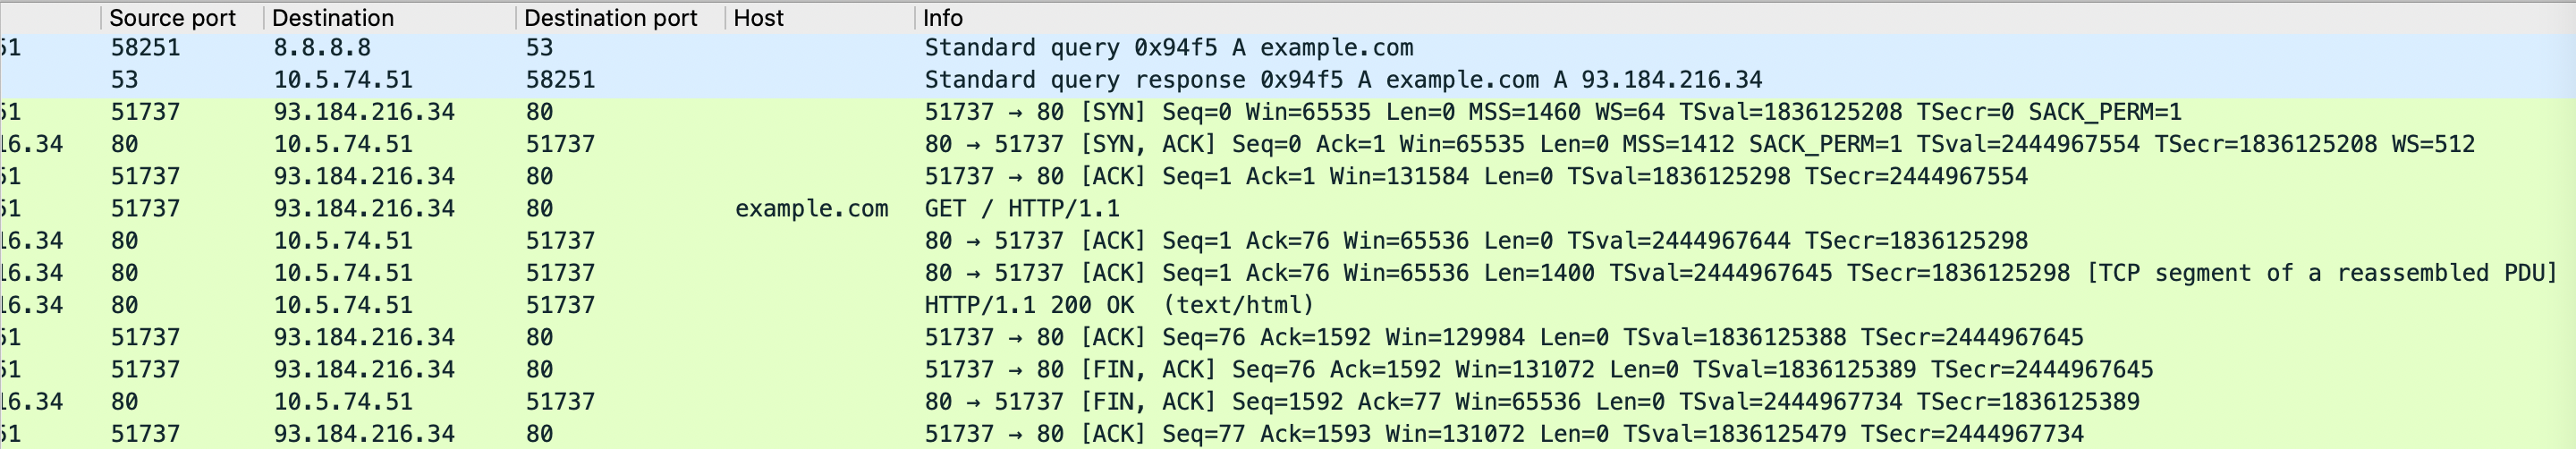 Source port Destination Destination port Host Info
51 58251 8.8.8.8 53 Standard query 0x94f5 A example.com
53 10.5.74.51 58251 Standard query response 0x94f5 A example.com A 93.184.216.34
51 51737 93.184.216.34 80 51737 → 80 [SYN] Seq=0 Win=65535 Len=0 MSS=1460 WS=64 TSval=1836125208 TSecr=0 SACK_PERM=1
16.34 80 10.5.74.51 51737 80 → 51737 [SYN, ACK] Seq=0 Ack=1 Win=65535 Len=0 MSS=1412 SACK_PERM=1 TSval=2444967554 TSecr=1836125208 WS=512
51 51737 93.184.216.34 80 51737 → 80 [ACK] Seq=1 Ack=1 Win=131584 Len=0 TSval=1836125298 TSecr=2444967554
51 51737 93.184.216.34 80 example.com GET / HTTP/1.1
16.34 80 10.5.74.51 51737 80 → 51737 [ACK] Seq=1 Ack=76 Win=65536 Len=0 TSval=2444967644 TSecr=1836125298
16.34 80 10.5.74.51 51737 80 → 51737 [ACK] Seq=1 Ack=76 Win=65536 Len=1400 TSval=2444967645 TSecr=1836125298 [TCP segment of a reassembled PDU]
16.34 80 10.5.74.51 51737 HTTP/1.1 200 OK (text/html)
51 51737 93.184.216.34 80 51737 → 80 [ACK] Seq=76 Ack=1592 Win=129984 Len=0 TSval=1836125388 TSecr=2444967645
51 51737 93.184.216.34 80 51737 → 80 [FIN, ACK] Seq=76 Ack=1592 Win=131072 Len=0 TSval=1836125389 TSecr=2444967645
16.34 80 10.5.74.51 51737 80 → 51737 [FIN, ACK] Seq=1592 Ack=77 Win=65536 Len=0 TSval=2444967734 TSecr=1836125389
51 51737 93.184.216.34 80 51737 → 80 [ACK] Seq=77 Ack=1593 Win=131072 Len=0 TSval=1836125479 TSecr=2444967734